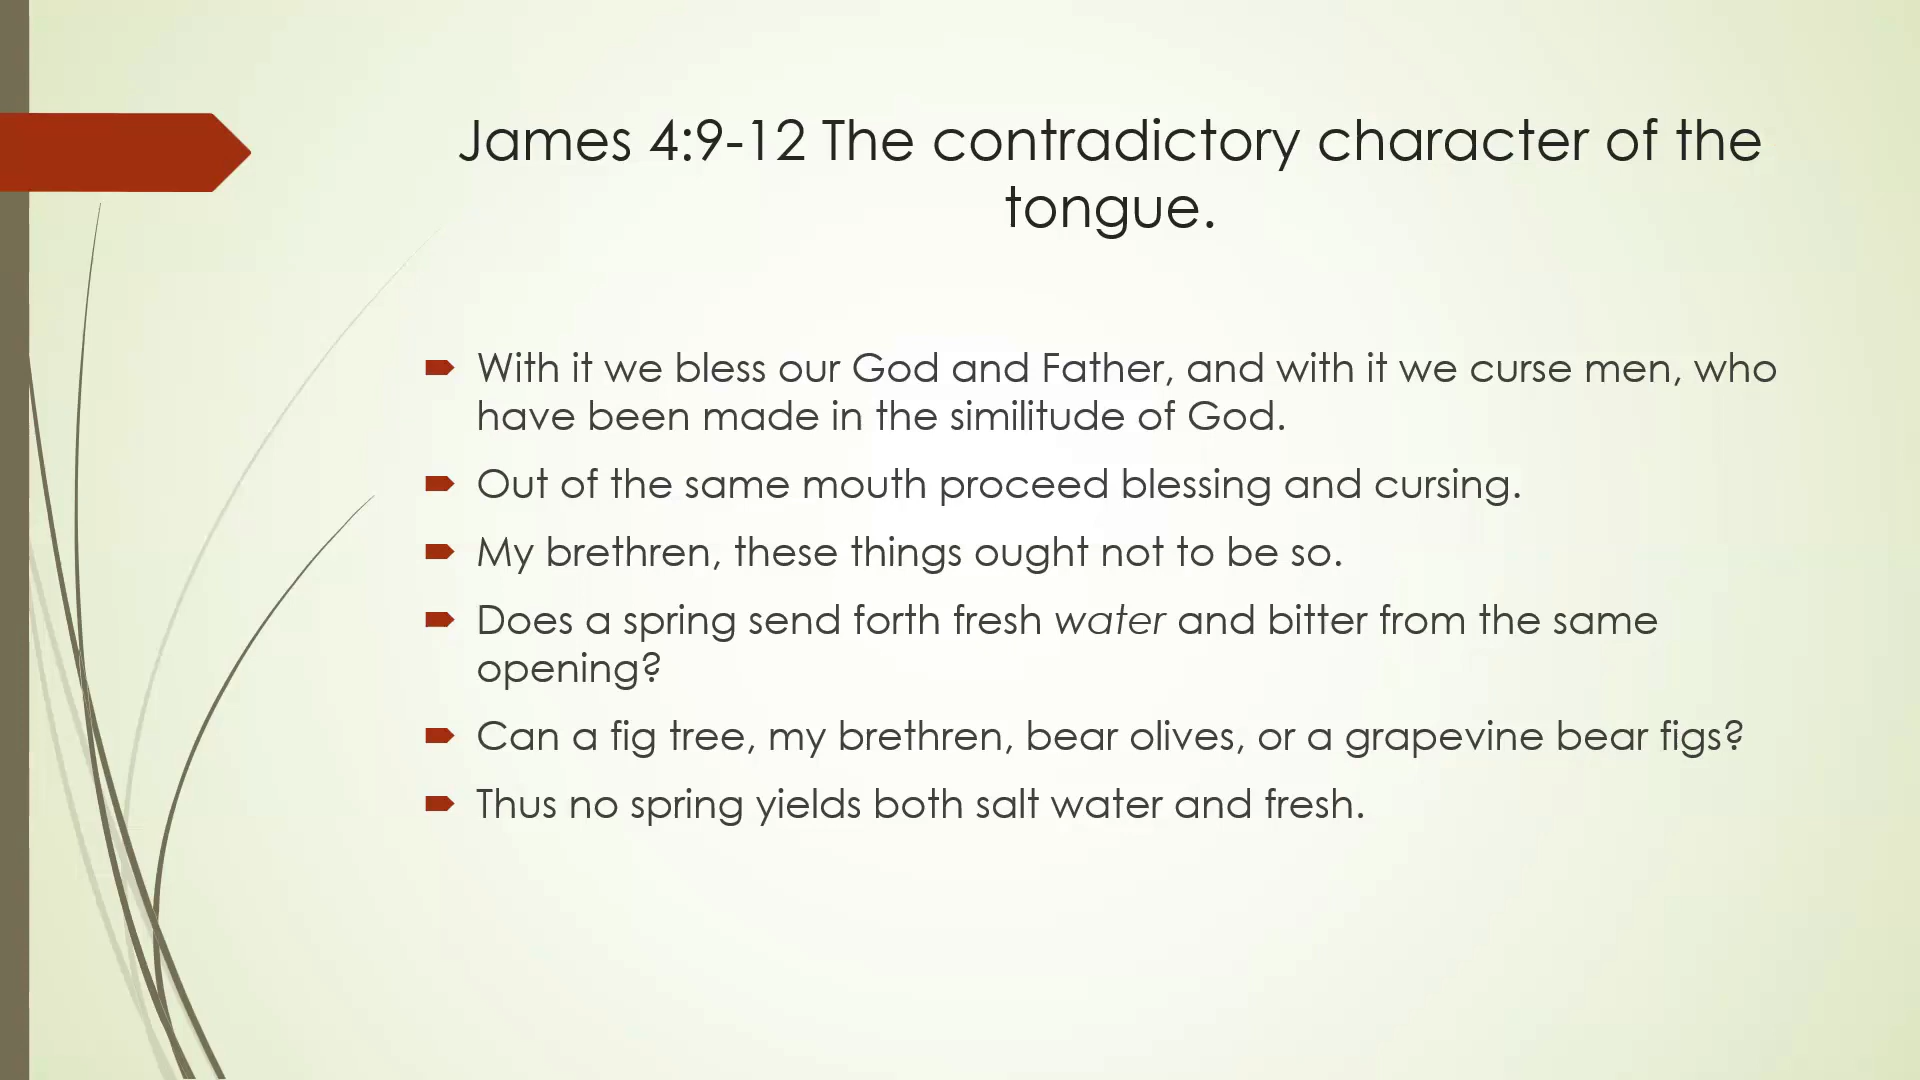 James 4:9-12 The contradictory character of the
tongue.
With it we bless our God and Father, and with it we curse men, who
have been made in the similitude of God.
Out of the same mouth proceed blessing and cursing.
My brethren, these things ought not to be so.
Does a spring send forth fresh water and bitter from the same
opening?
Can a fig tree, my brethren, bear olives, or a grapevine bear figs?
Thus no spring yields both salt water and fresh.